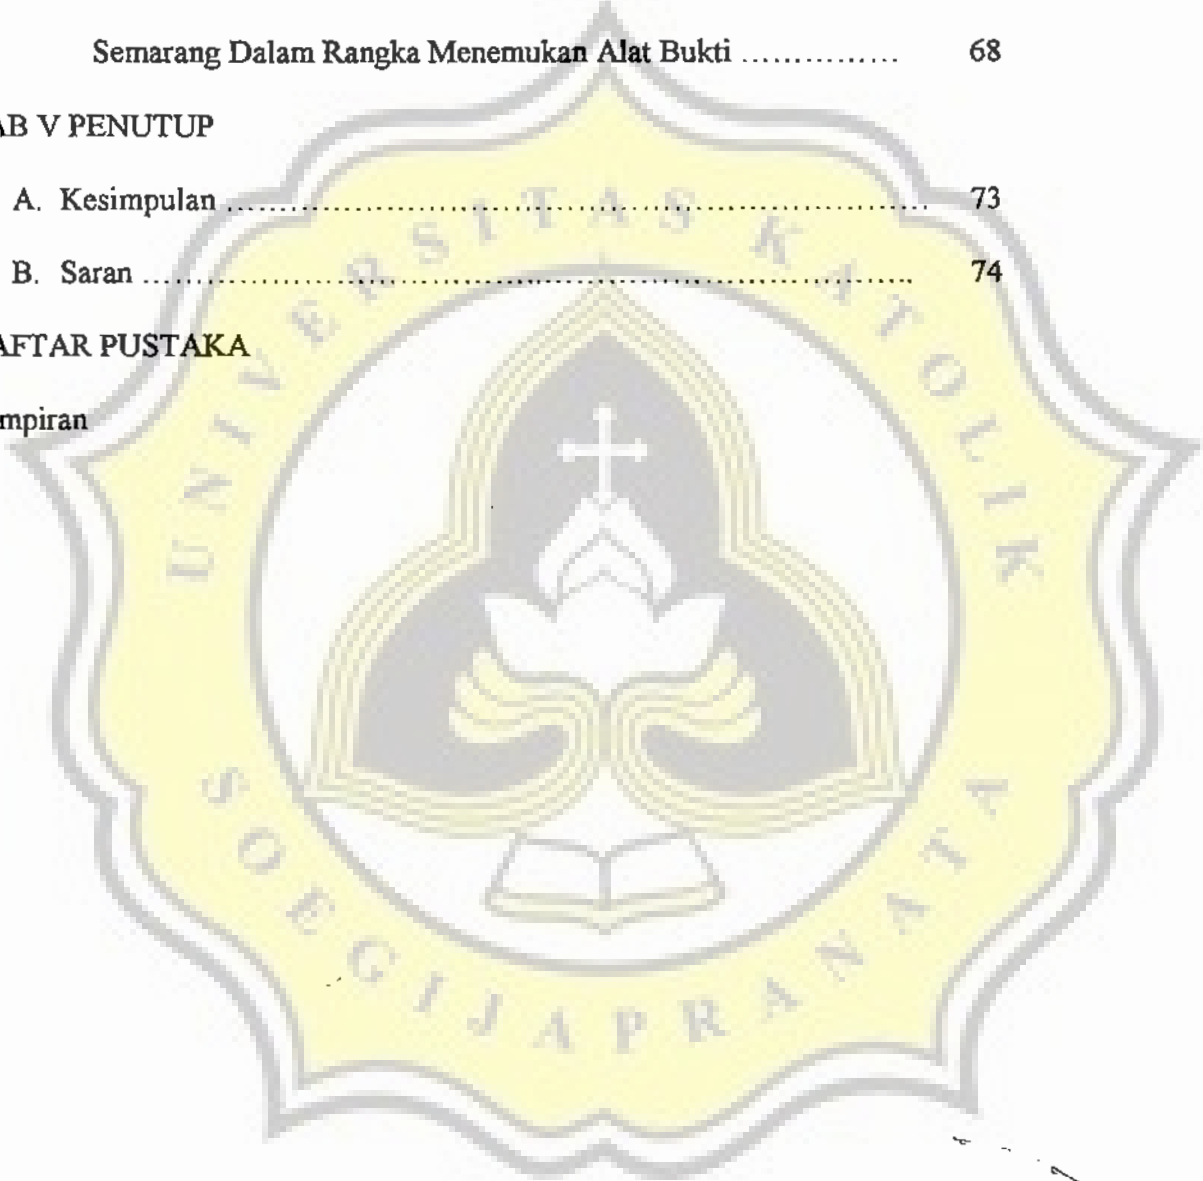 Semarang Dalam Rangka Menemukan Alat Bukti ............... 68
AB V PENUTUP
A. Kesimpulan ........................................................................ 73
B. Saran ................................................................................ 74
AFTAR PUSTAKA
mpiran
UNIVERSITAS KATOLIK
SOEGIJAPRANATA